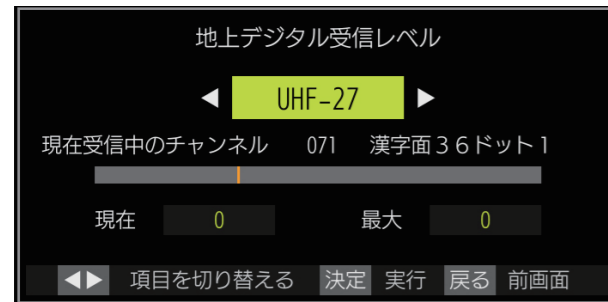 地上デジタル受信レベル
◀ UHF-27 ▶
現在受信中のチャンネル 071 漢字面36ドット1
現在 0 最大 0
◀▶ 項目を切り替える 決定 実行 戻る 前画面